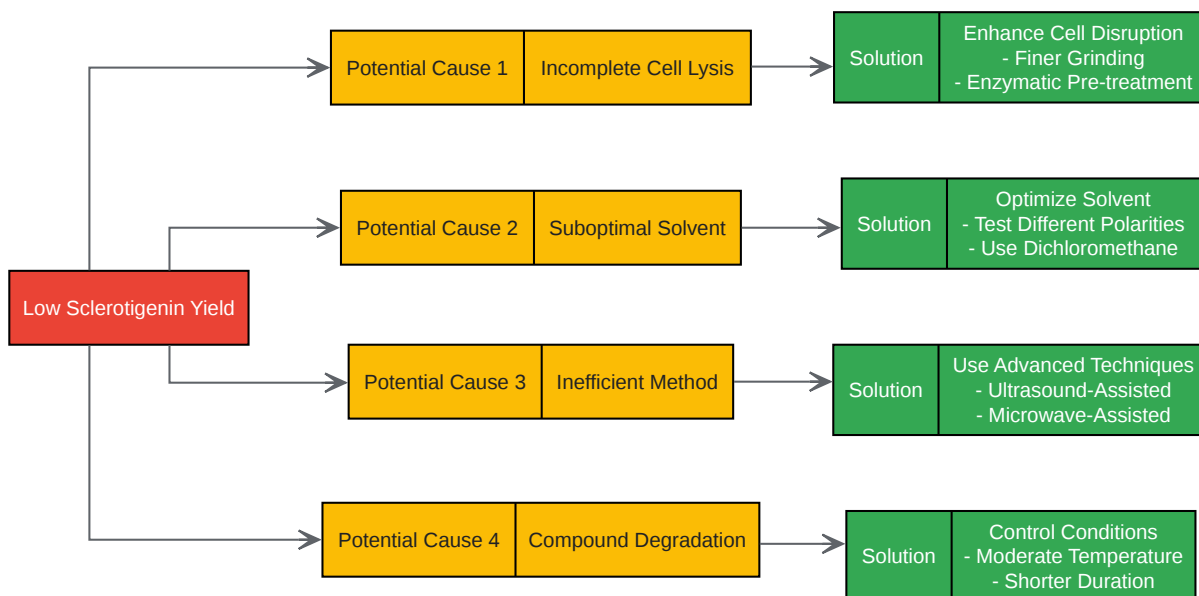 Low Sclerotigenin Yield
Potential Cause 1
Incomplete Cell Lysis
Solution
Enhance Cell Disruption
- Finer Grinding
- Enzymatic Pre-treatment
Potential Cause 2
Suboptimal Solvent
Solution
Optimize Solvent
- Test Different Polarities
- Use Dichloromethane
Potential Cause 3
Inefficient Method
Solution
Use Advanced Techniques
- Ultrasound-Assisted
- Microwave-Assisted
Potential Cause 4
Compound Degradation
Solution
Control Conditions
- Moderate Temperature
- Shorter Duration